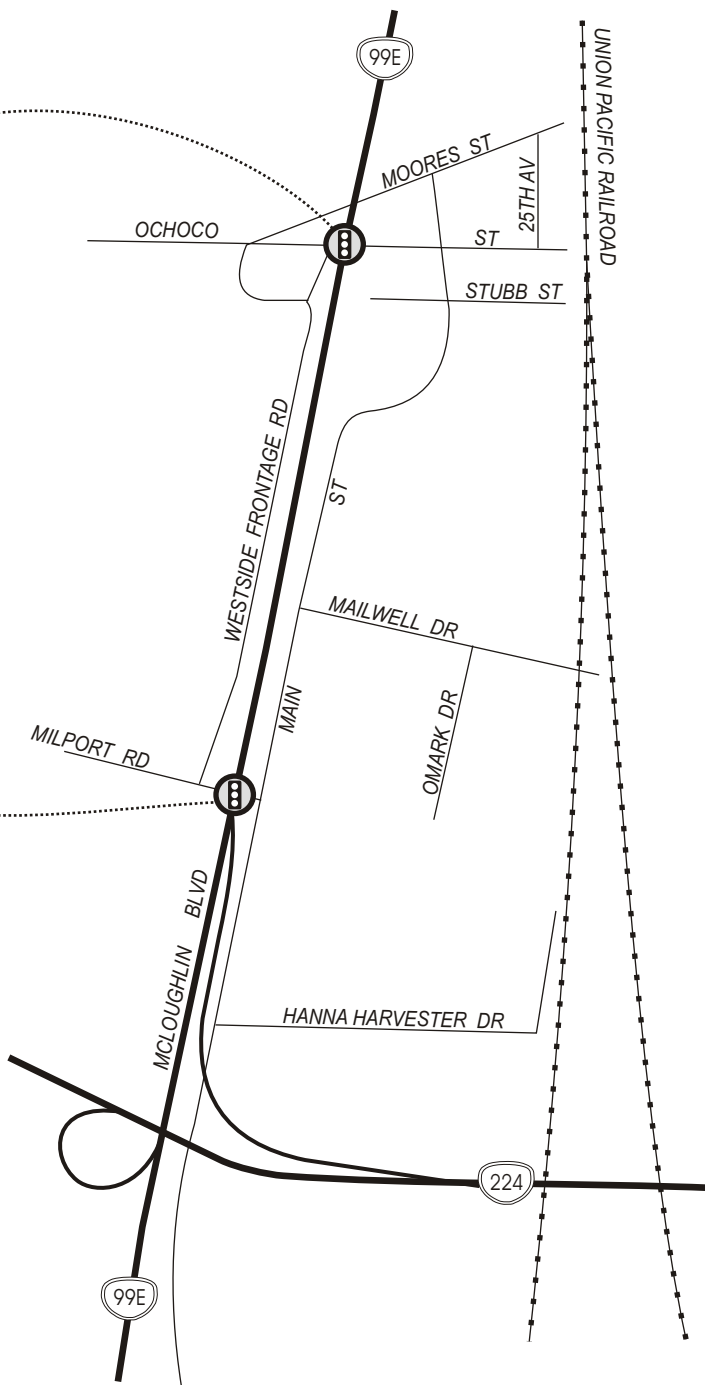 99E
UNION PACIFIC RAILROAD
MOORES ST
25TH AV
OCHOCO
ST
STUBB ST
WESTSIDE FRONTAGE RD
ST
MAILWELL DR
MAIN
OMARK DR
MILPORT RD
BLVD
MCLOUGHLIN
HANNA HARVESTER DR
224
99E